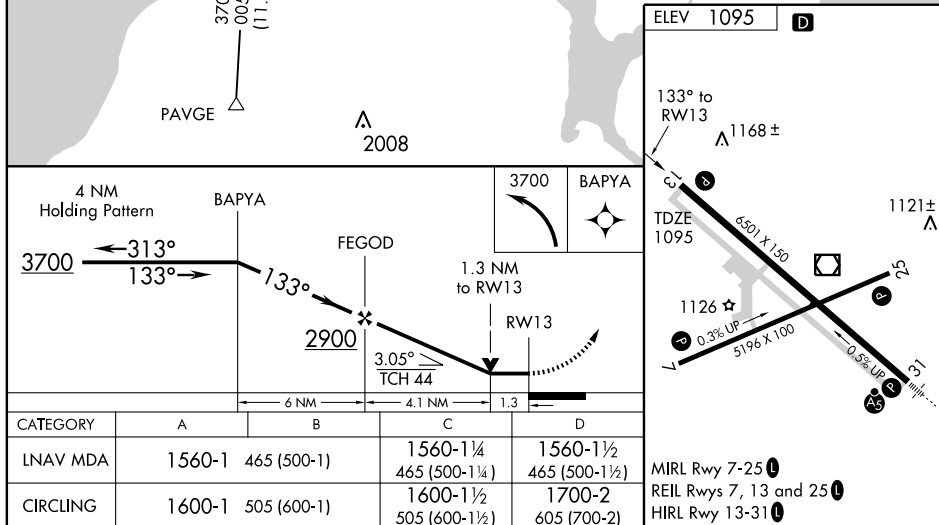 370
005
(11.
PAVGE
2008
ELEV 1095
D
133° to
RW13
1168 ±
13
P
TDZE
1095
6501 X 150
1121±
25
P
1126
P
0.3% UP
5196 X 100
7
0.5% UP
31
P
A5
MIRL Rwy 7-25 L
REIL Rwys 7, 13 and 25 L
HIRL Rwy 13-31 L
4 NM
Holding Pattern
BAPYA
3700
BAPYA
313°
3700
133°
133°
FEGOD
2900
1.3 NM
to RW13
RW13
3.05°
TCH 44
6 NM
4.1 NM
1.3
CATEGORY A B C D
LNAV MDA 1560-1 465 (500-1) 1560-1¼ 465 (500-1¼) 1560-1½ 465 (500-1½)
CIRCLING 1600-1 505 (600-1) 1600-1½ 505 (600-1½) 1700-2 605 (700-2)